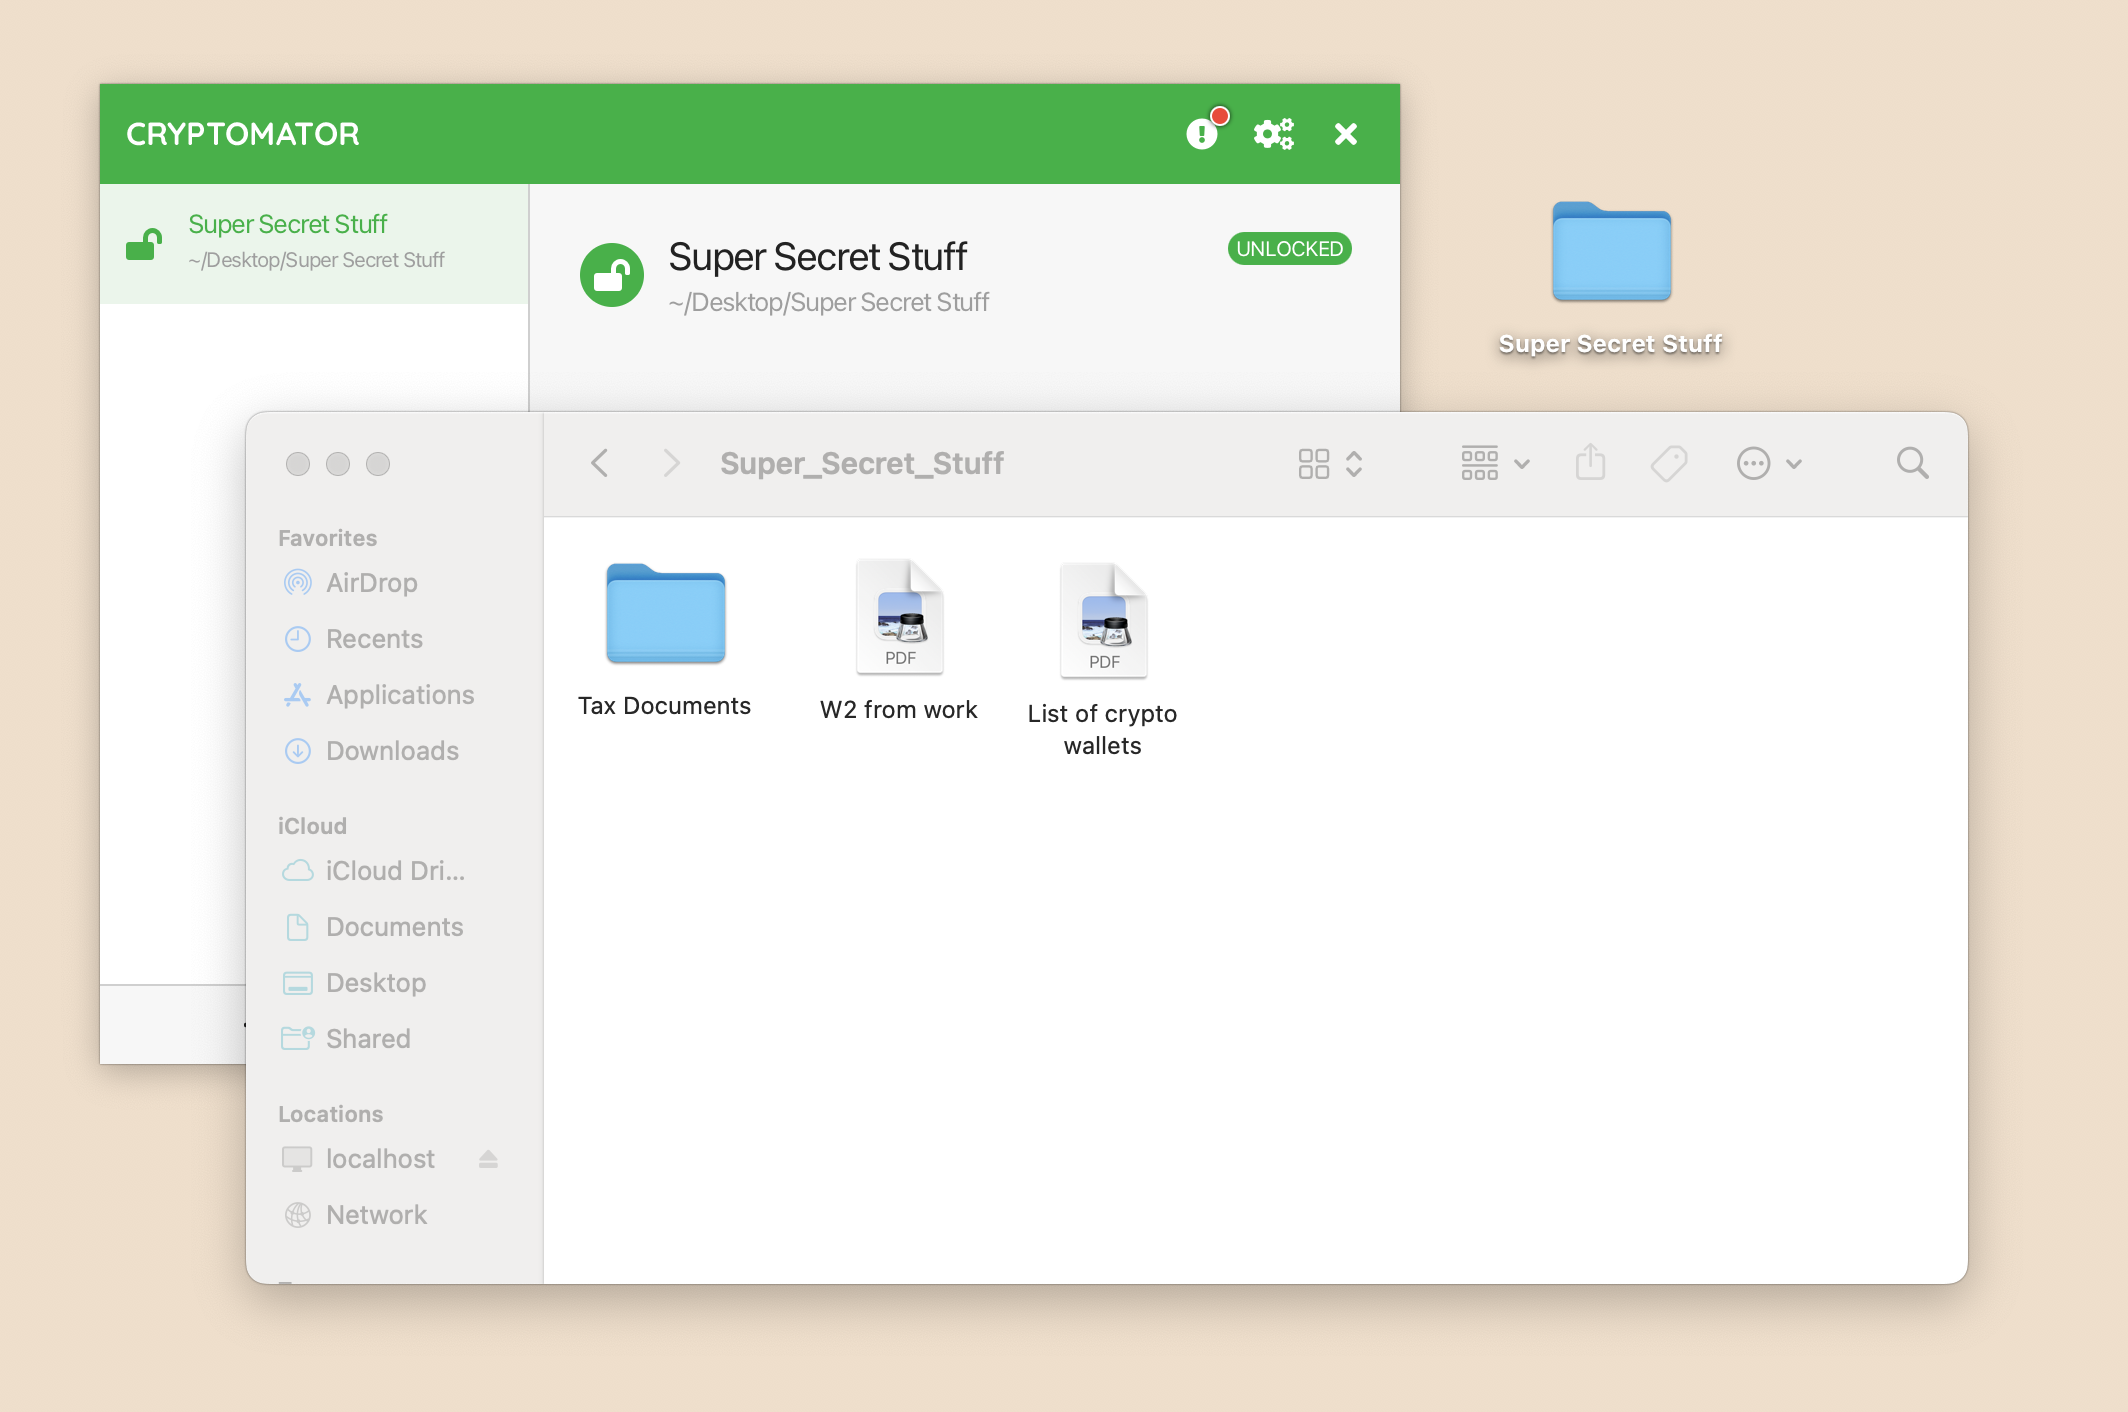 CRYPTOMATOR
Super Secret Stuff
~/Desktop/Super Secret Stuff
Super Secret Stuff
~/Desktop/Super Secret Stuff
UNLOCKED
Super Secret Stuff
Super_Secret_Stuff
Favorites
AirDrop
Recents
Applications
Downloads
iCloud
iCloud Dri...
Documents
Desktop
Shared
Locations
localhost
Network
Tax Documents
PDF
W2 from work
PDF
List of crypto
wallets